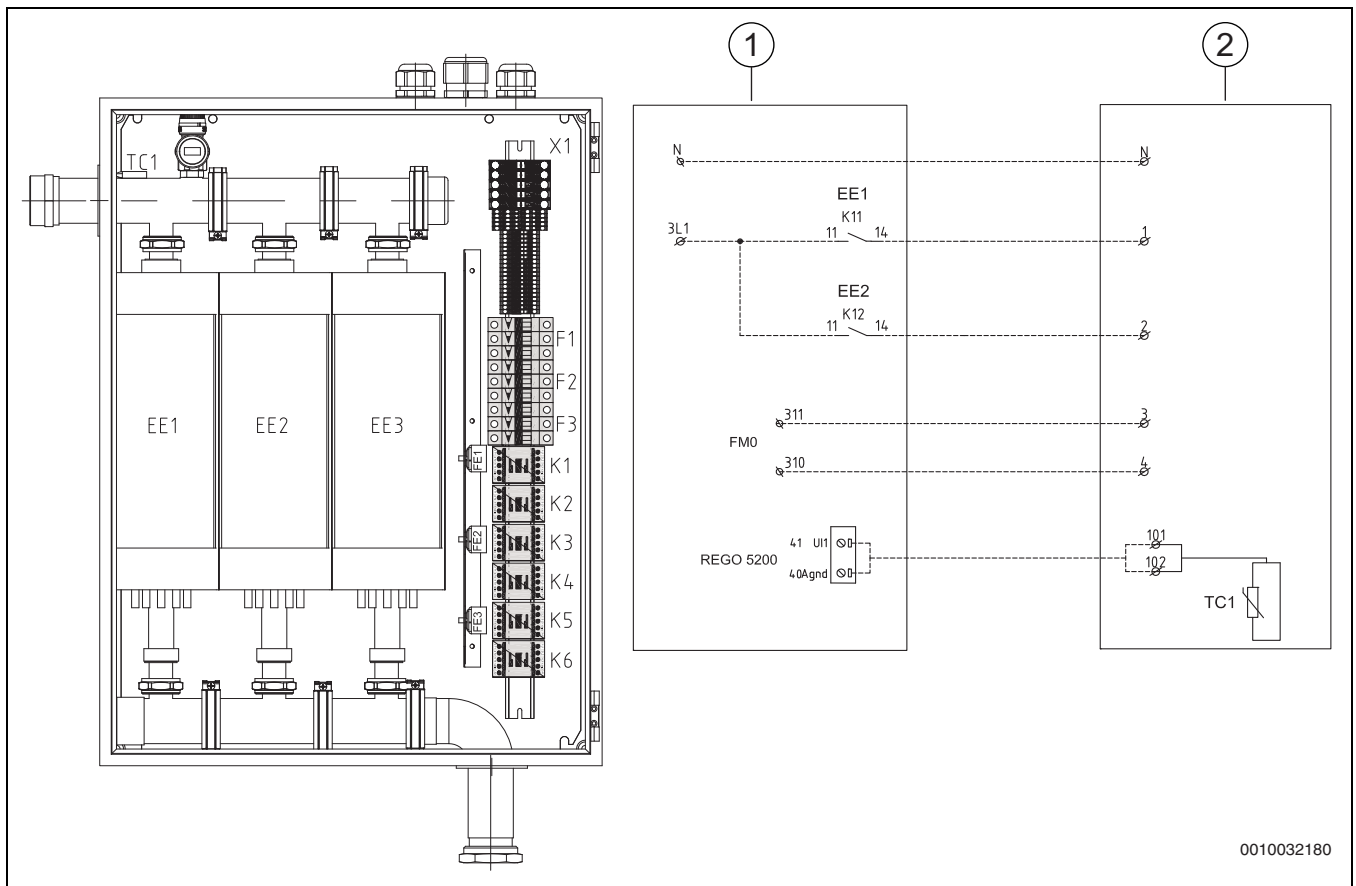 1
2
TC1
X1
EE1
EE2
EE3
F1
F2
F3
FE1
FE2
FE3
K1
K2
K3
K4
K5
K6
N
N
EE1
K11
3L1
11
14
1
EE2
K12
11
14
2
311
3
FM0
310
4
41 UI1
REGO 5200
40Agnd
101
102
TC1
0010032180